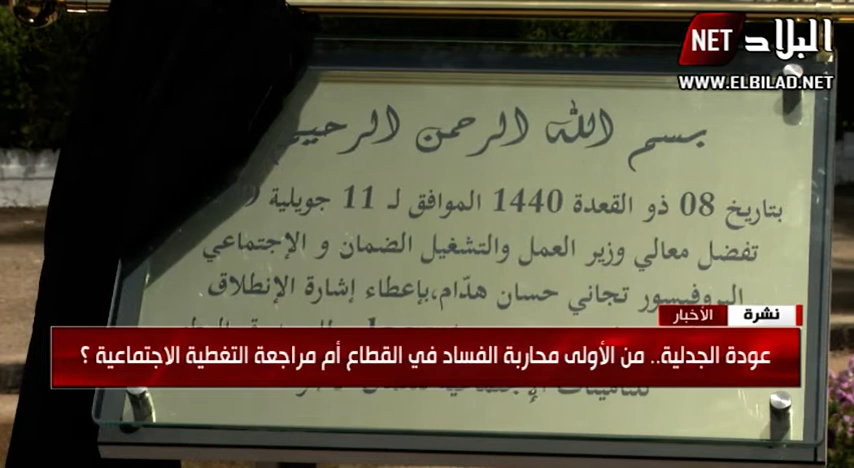 البلاد NET
WWW.ELBILAD.NET
بسم الله الرحمن الرحيم
بتاريخ 08 ذو القعدة 1440 الموافق لـ 11 جويلية
تفضل معالي وزير العمل والتشغيل الضمان و الإجتماعي
البروفيسور تجاني حسان هدّام،بإعطاء إشارة الإنطلاق
نشرة الأخبار
عودة الجدلية.. من الأولى محاربة الفساد في القطاع أم مراجعة التغطية الاجتماعية ؟